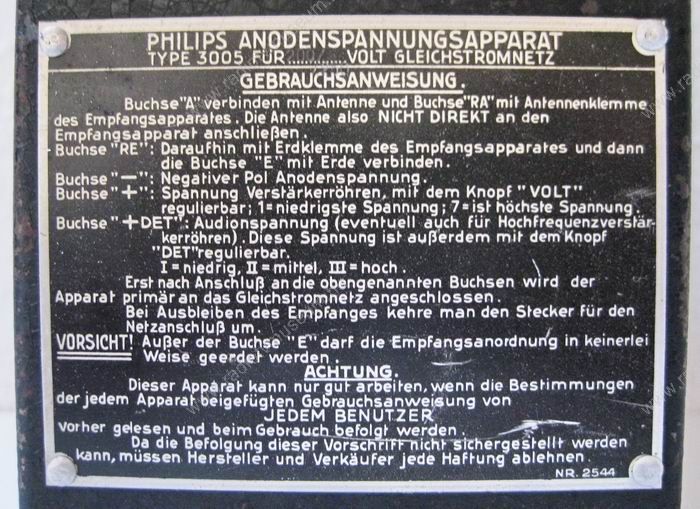 PHILIPS ANODENSPANNUNGSAPPARAT
TYPE 3005 FÜR ............. VOLT GLEICHSTROMNETZ
GEBRAUCHSANWEISUNG.
Buchse "A" verbinden mit Antenne und Buchse "RA" mit Antennenklemme
des Empfangsapparates. Die Antenne also NICHT DIREKT an den
Empfangsapparat anschließen.
Buchse "RE": Daraufhin mit Erdklemme des Empfangsapparates und dann
die Buchse "E" mit Erde verbinden.
Buchse "—": Negativer Pol Anodenspannung.
Buchse "+": Spannung Verstärkerröhren, mit dem Knopf "VOLT"
regulierbar; 1=niedrigste Spannung; 7=ist höchste Spannung.
Buchse "+DET": Audionspannung (eventuell auch für Hochfrequenzverstär-
kerröhren). Diese Spannung ist außerdem mit dem Knopf
"DET" regulierbar.
I = niedrig, II = mittel, III = hoch.
Erst nach Anschluß an die obengenannten Buchsen wird der
Apparat primär an das Gleichstromnetz angeschlossen.
Bei Ausbleiben des Empfanges kehre man den Stecker für den
Netzanschluß um.
VORSICHT! Außer der Buchse "E" darf die Empfangsanordnung in keinerlei
Weise geerdet werden.
ACHTUNG.
Dieser Apparat kann nur gut arbeiten, wenn die Bestimmungen
der jedem Apparat beigefügten Gebrauchsanweisung von
JEDEM BENUTZER
vorher gelesen und beim Gebrauch befolgt werden.
Da die Befolgung dieser Vorschrift nicht sichergestellt werden
kann, müssen Hersteller und Verkäufer jede Haftung ablehnen.
NR. 2544